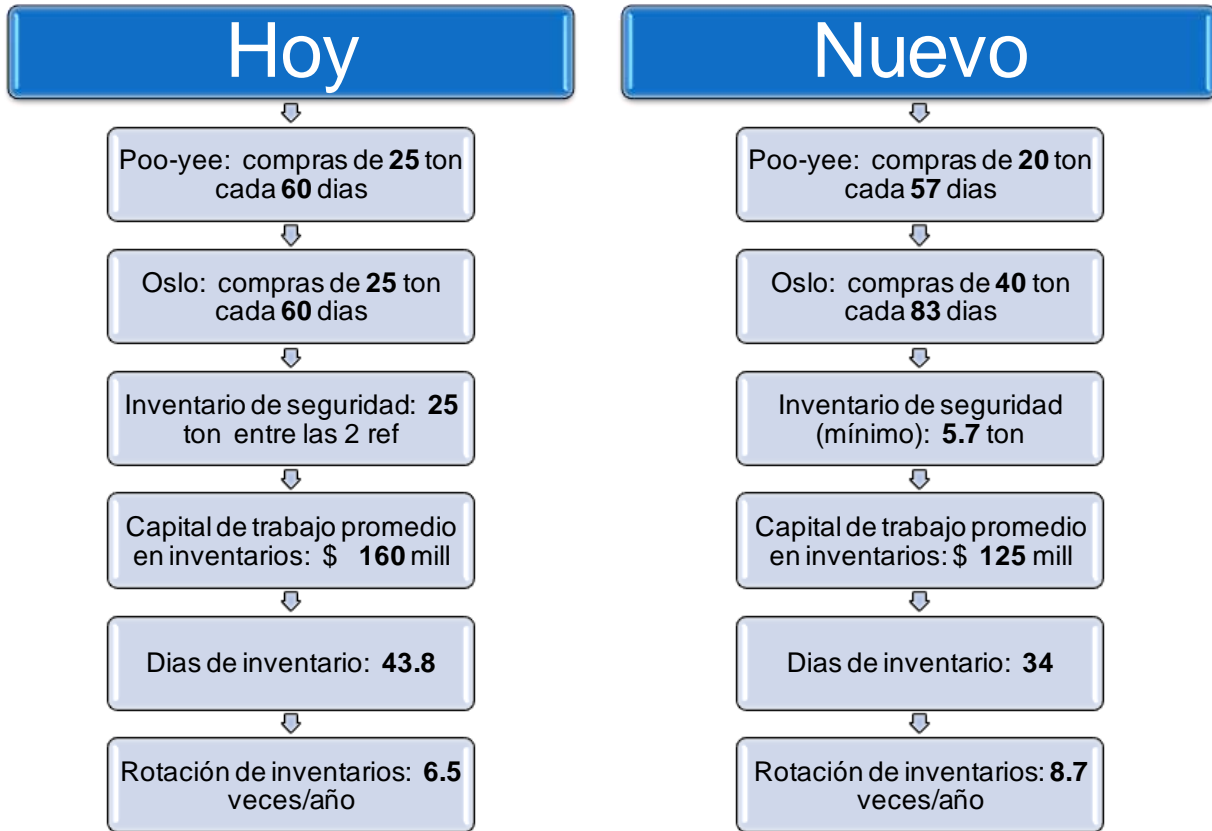 Hoy
Poo-yee: compras de 25 ton
cada 60 dias
Oslo: compras de 25 ton
cada 60 dias
Inventario de seguridad: 25
ton entre las 2 ref
Capital de trabajo promedio
en inventarios: $ 160 mill
Dias de inventario: 43.8
Rotación de inventarios: 6.5
veces/año
Nuevo
Poo-yee: compras de 20 ton
cada 57 dias
Oslo: compras de 40 ton
cada 83 dias
Inventario de seguridad
(mínimo): 5.7 ton
Capital de trabajo promedio
en inventarios: $ 125 mill
Dias de inventario: 34
Rotación de inventarios: 8.7
veces/año